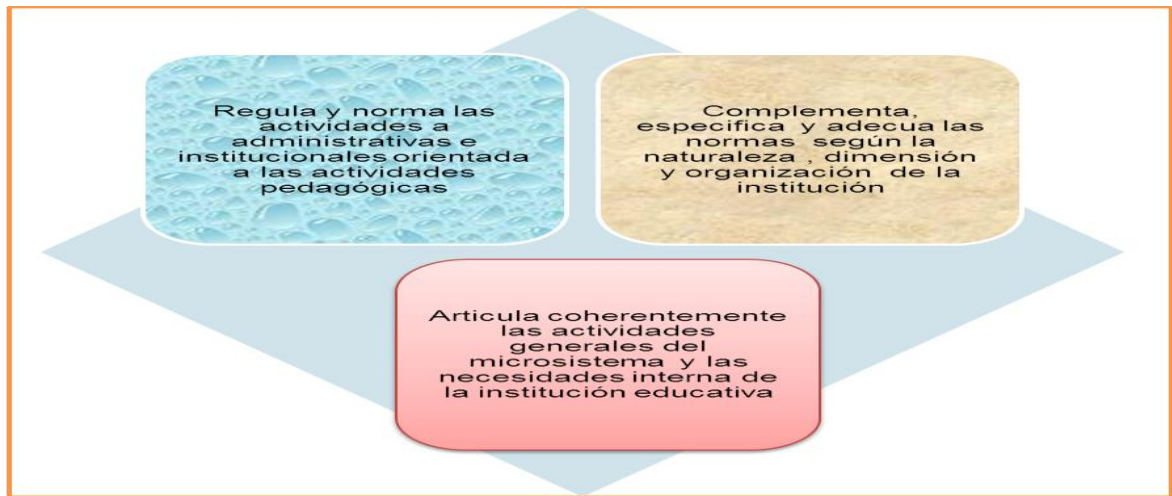 Regula y norma las
actividades a
administrativas e
institucionales orientada
a las actividades
pedagógicas
Complementa,
especifica y adecua las
normas según la
naturaleza , dimensión
y organización de la
institución
Articula coherentemente
las actividades
generales del
microsistema y las
necesidades interna de
la institución educativa